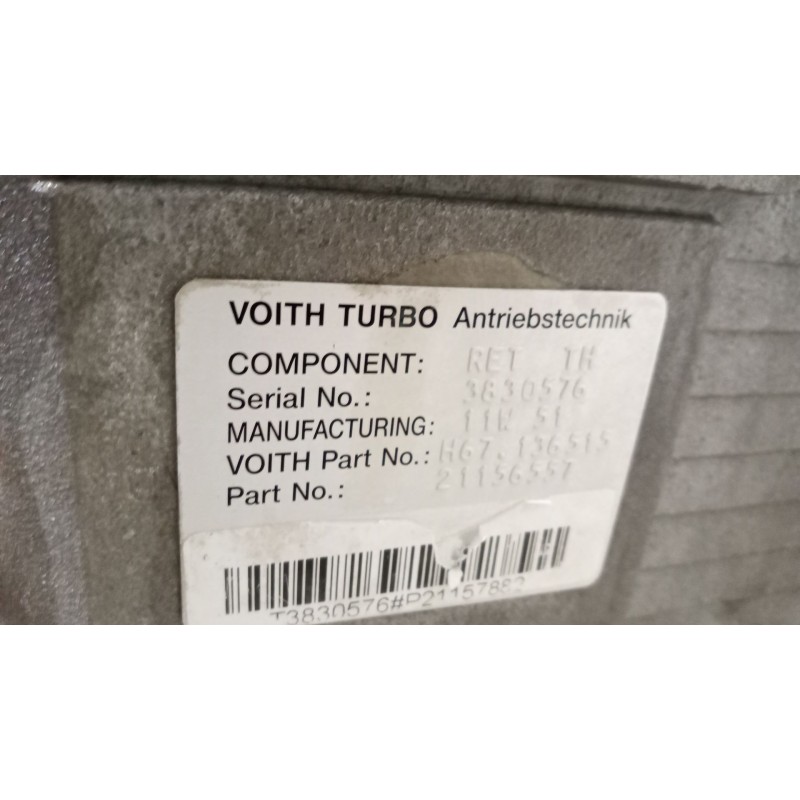 VOITH TURBO Antriebstechnik
COMPONENT: RET TH
Serial No.: 3830576
MANUFACTURING: 11W 51
VOITH Part No.: H67.136515
Part No.: 21156557
T3830576#P21157882